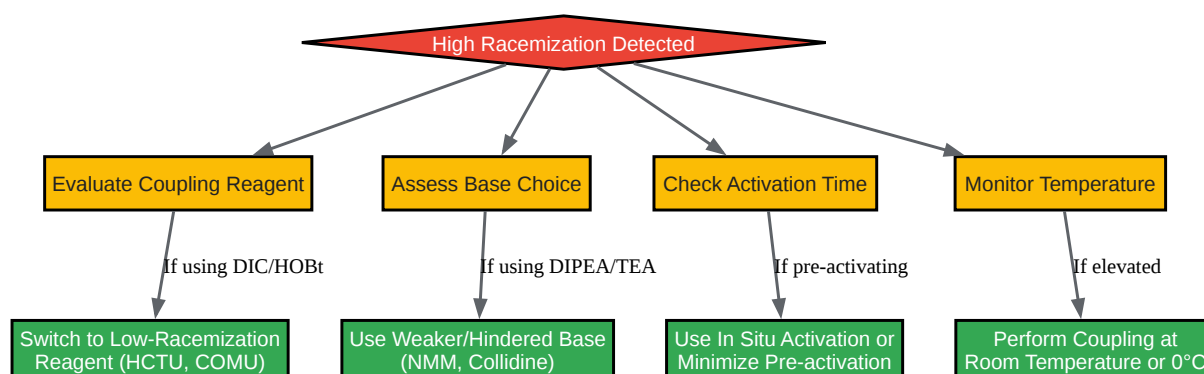 High Racemization Detected
Evaluate Coupling Reagent
Assess Base Choice
Check Activation Time
Monitor Temperature
If using DIC/HOBt
If using DIPEA/TEA
If pre-activating
If elevated
Switch to Low-Racemization
Reagent (HCTU, COMU)
Use Weaker/Hindered Base
(NMM, Collidine)
Use In Situ Activation or
Minimize Pre-activation
Perform Coupling at
Room Temperature or 0°C